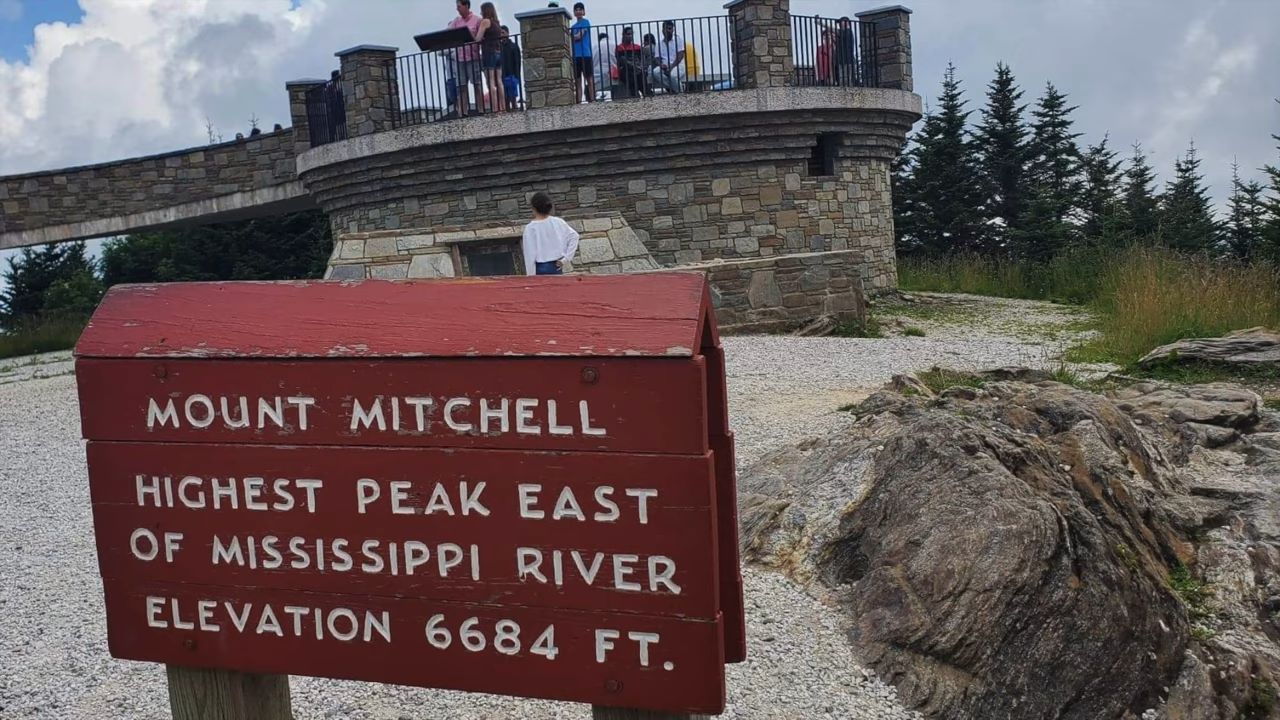 MOUNT MITCHELL
HIGHEST PEAK EAST
OF MISSISSIPPI RIVER
ELEVATION 6684 FT.